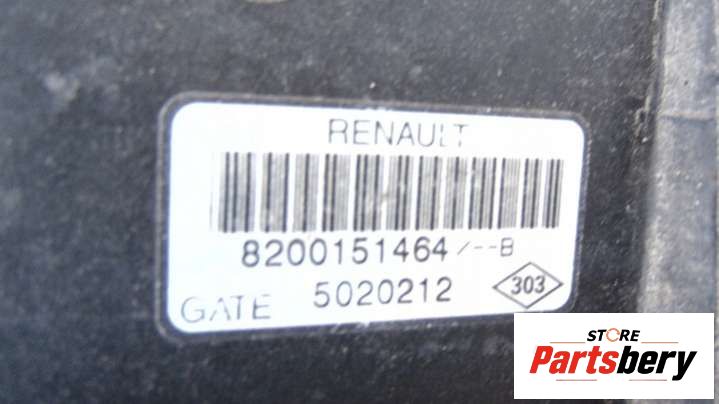 RENAULT
8200151464/--B
GATE 5020212 303
STORE
Partsbery